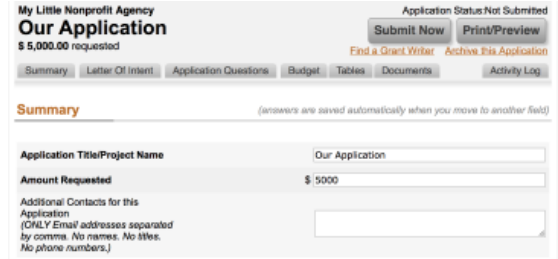 My Little Nonprofit Agency
Application Status:Not Submitted
Our Application
Submit Now
Print/Preview
$ 5,000.00 requested
Find a Grant Writer
Archive this Application
Summary
Letter Of Intent
Application Questions
Budget
Tables
Documents
Activity Log
Summary
(answers are saved automatically when you move to another field)
Application Title/Project Name
Our Application
Amount Requested
$ 5000
Additional Contacts for this
Application
(ONLY Email addresses separated
by comma. No names. No titles.
No phone numbers.)